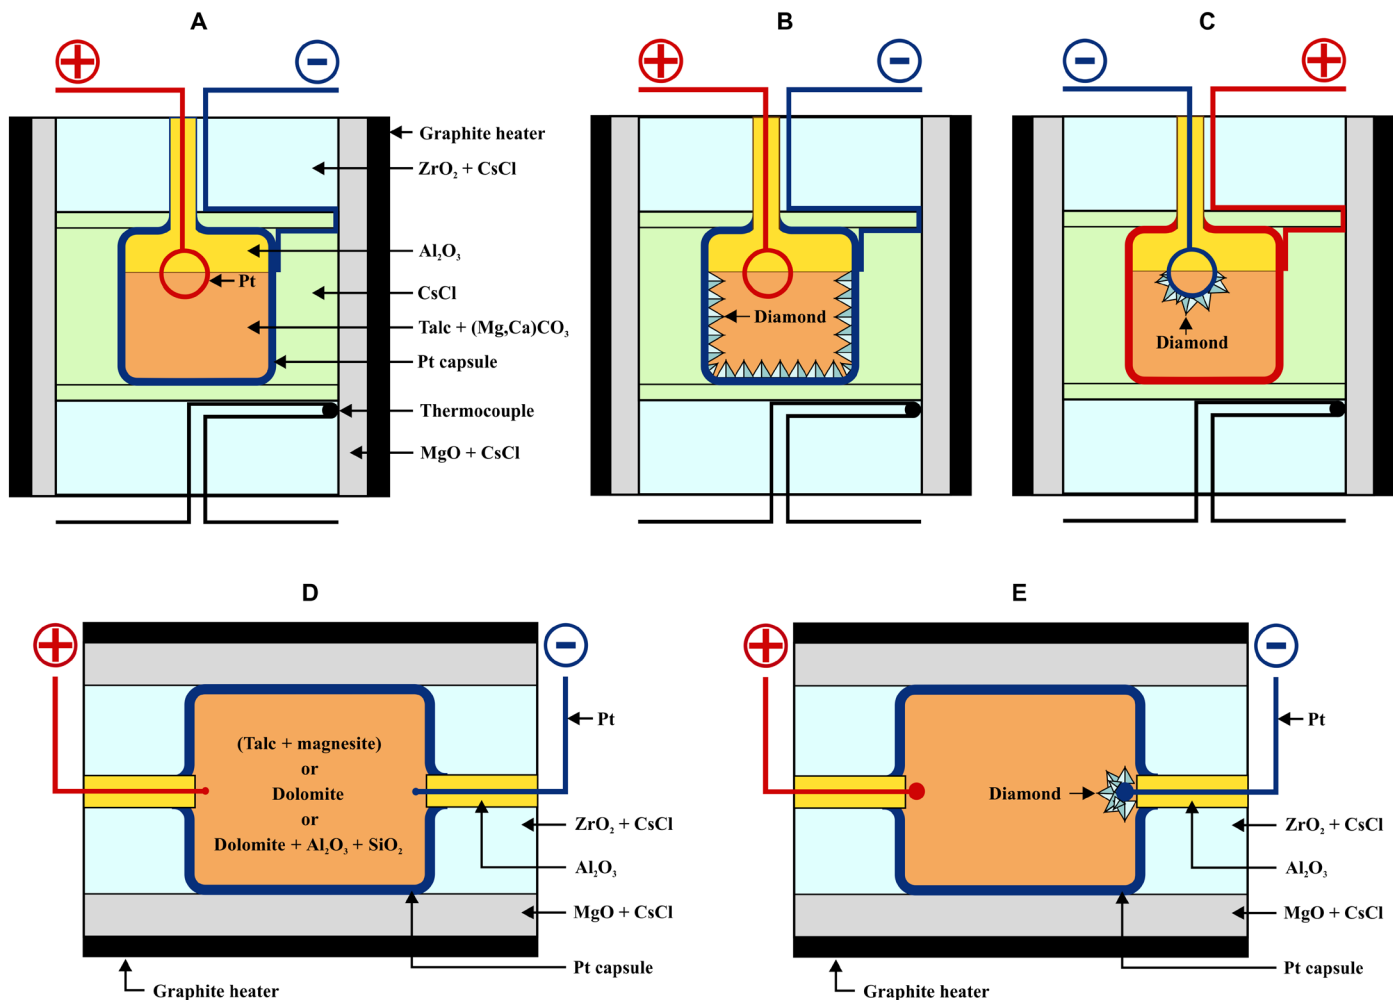 A
B
C
+
-
+
-
-
+
Graphite heater
ZrO₂ + CsCl
Al₂O₃
Pt
CsCl
Talc + (Mg,Ca)CO₃
Pt capsule
Thermocouple
MgO + CsCl
Diamond
Diamond
D
E
+
-
+
-
(Talc + magnesite)
or
Dolomite
or
Dolomite + Al₂O₃ + SiO₂
Pt
ZrO₂ + CsCl
Al₂O₃
MgO + CsCl
Pt capsule
Graphite heater
Diamond
Pt
ZrO₂ + CsCl
Al₂O₃
MgO + CsCl
Pt capsule
Graphite heater